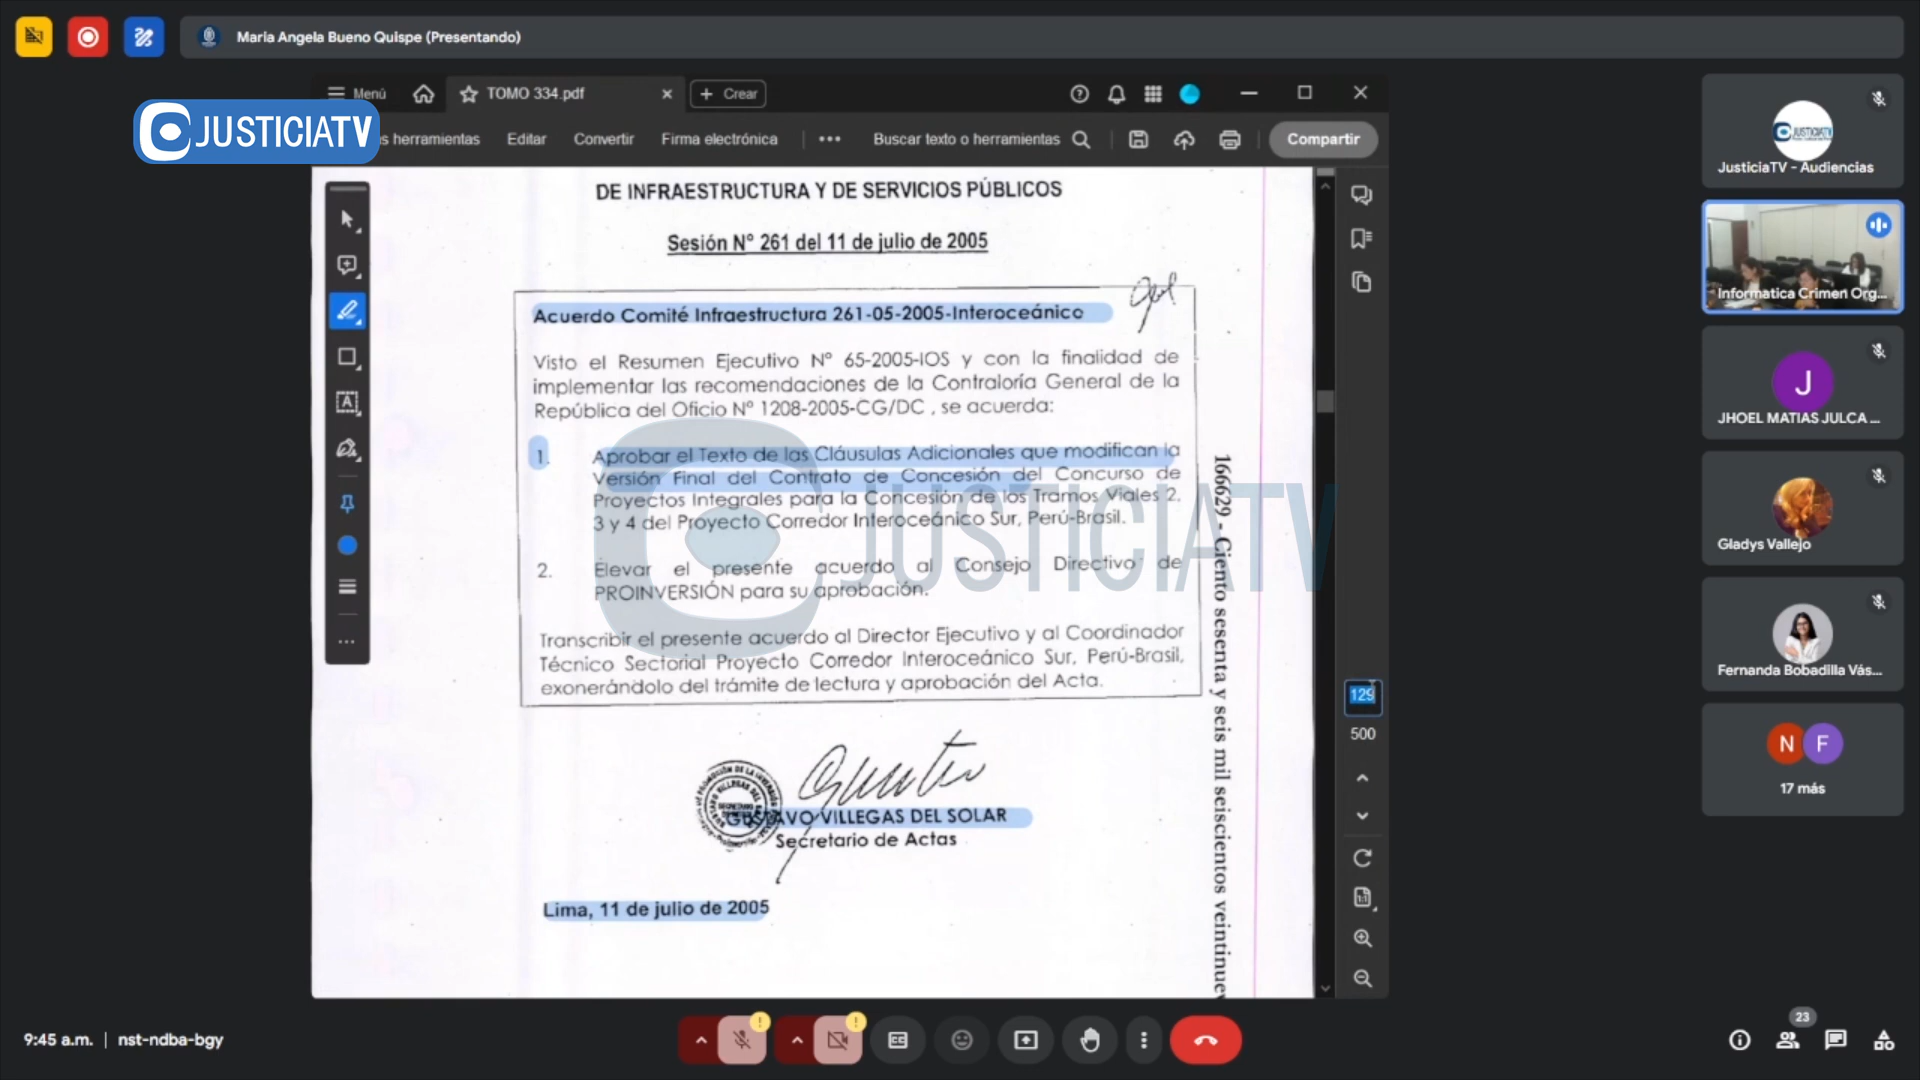 Maria Angela Bueno Quispe (Presentando)
Menú
TOMO 334.pdf
Crear
JUSTICIATV
s herramientas
Editar
Convertir
Firma electrónica
Buscar texto o herramientas
Compartir
DE INFRAESTRUCTURA Y DE SERVICIOS PÚBLICOS
Sesión Nº 261 del 11 de julio de 2005
Acuerdo Comité Infraestructura 261-05-2005-Interoceánico
Visto el Resumen Ejecutivo Nº 65-2005-IOS y con la finalidad de
implementar las recomendaciones de la Contraloría General de la
República del Oficio Nº 1208-2005-CG/DC , se acuerda:
1. Aprobar el Texto de las Cláusulas Adicionales que modifican la
Versión Final del Contrato de Concesión del Concurso de
Proyectos Integrales para la Concesión de los Tramos Viales 2,
3 y 4 del Proyecto Corredor Interoceánico Sur, Perú-Brasil.
2. Elevar el presente acuerdo al Consejo Directivo de
PROINVERSIÓN para su aprobación.
Transcribir el presente acuerdo al Director Ejecutivo y al Coordinador
Técnico Sectorial Proyecto Corredor Interoceánico Sur, Perú-Brasil,
exonerándolo del trámite de lectura y aprobación del Acta.
GUSTAVO VILLEGAS DEL SOLAR
Secretario de Actas
Lima, 11 de julio de 2005
166629 - Ciento sesenta y seis mil seiscientos veintinuev
JUSTICIATV
129
500
JUSTICIATV
JusticiaTV - Audiencias
Informatica Crimen Org...
J
JHOEL MATIAS JULCA ...
Gladys Vallejo
Fernanda Bobadilla Vás...
N F
17 más
9:45 a.m. | nst-ndba-bgy
23